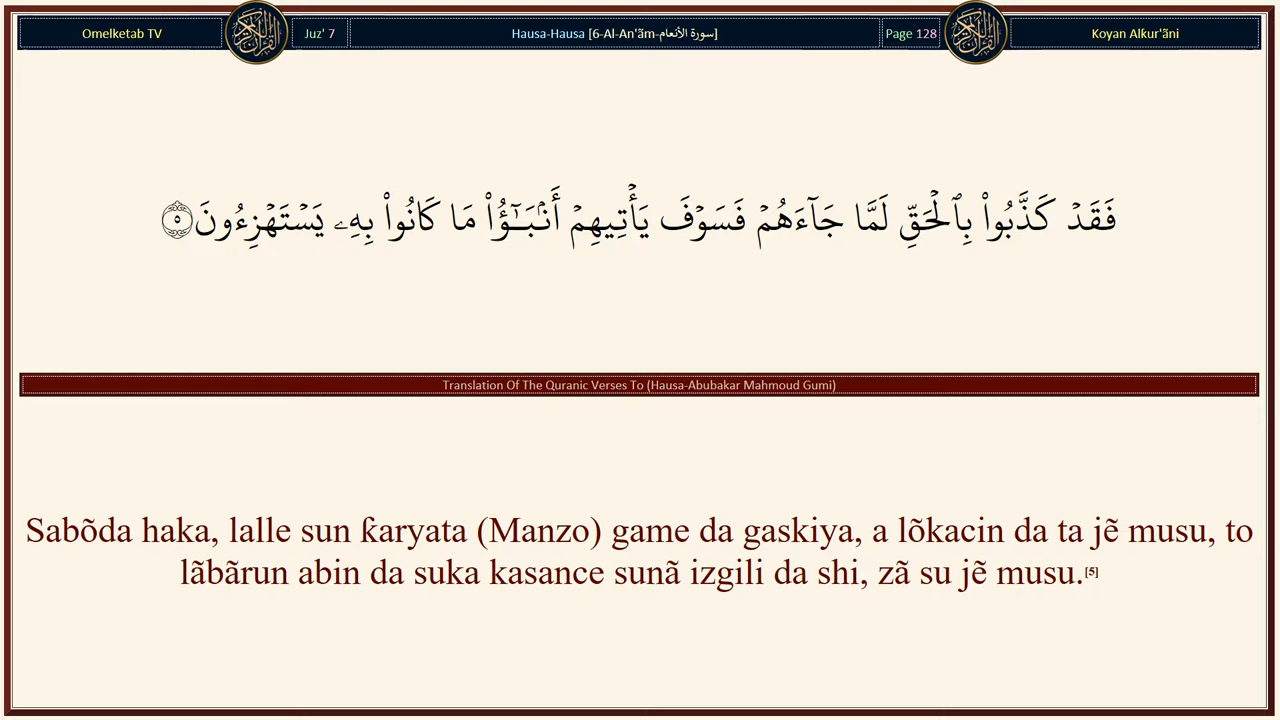 Omelketab TV
Juz' 7
Hausa-Hausa [6-Al-An'ãm-سورة الأنعام]
Page 128
Koyan Alƙur'ãni
فَقَدۡ كَذَّبُواْ بِٱلۡحَقِّ لَمَّا جَآءَهُمۡ فَسَوۡفَ يَأۡتِيهِمۡ أَنۢبَـٰٓؤُاْ مَا كَانُواْ بِهِۦ يَسۡتَهۡزِءُونَ ٥
Translation Of The Quranic Verses To (Hausa-Abubakar Mahmoud Gumi)
Sabõda haka, lalle sun ƙaryata (Manzo) game da gaskiya, a lõkacin da ta jẽ musu, to
lãbãrun abin da suka kasance sunã izgili da shi, zã su jẽ musu.[5]